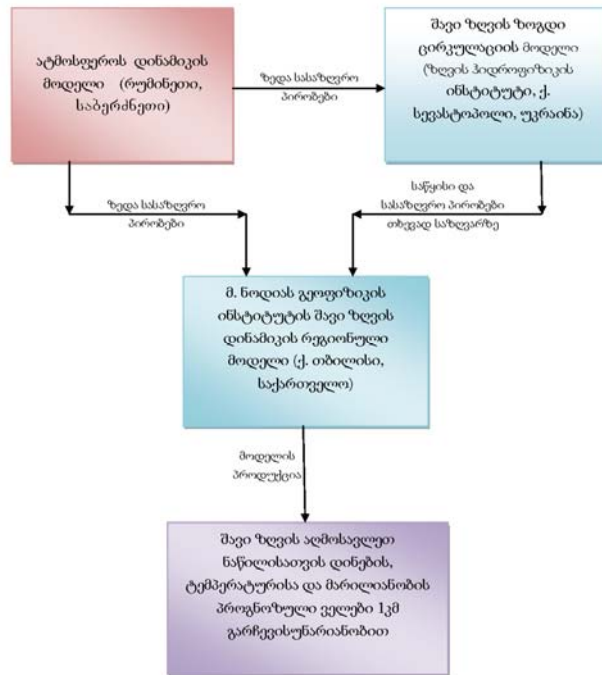 ატმოსფეროს დინამიკის
მოდელი (რუმინეთი,
საბერძნეთი)
ზედა სასაზღვრო
პირობები
შავი ზღვის ზოგდი
ცირკულაციის მოდელი
(ზღვის ჰიდროფიზიკის
ინსტიტუტი, ქ.
სევასტოპოლი, უკრაინა)
ზედა სასაზღვრო
პირობები
საწყისი და
სასაზღვრო პირობები
თხევად საზღვარზე
მ. ნოდიას გეოფიზიკის
ინსტიტუტის შავი ზღვის
დინამიკის რეგიონული
მოდელი (ქ. თბილისი,
საქართველო)
მოდელის
პროდუქცია
შავი ზღვის აღმოსავლეთ
ნაწილისათვის დინების,
ტემპერატურისა და მარილიანობის
პროგნოზული ველები 1კმ
გარჩევისუნარიანობით